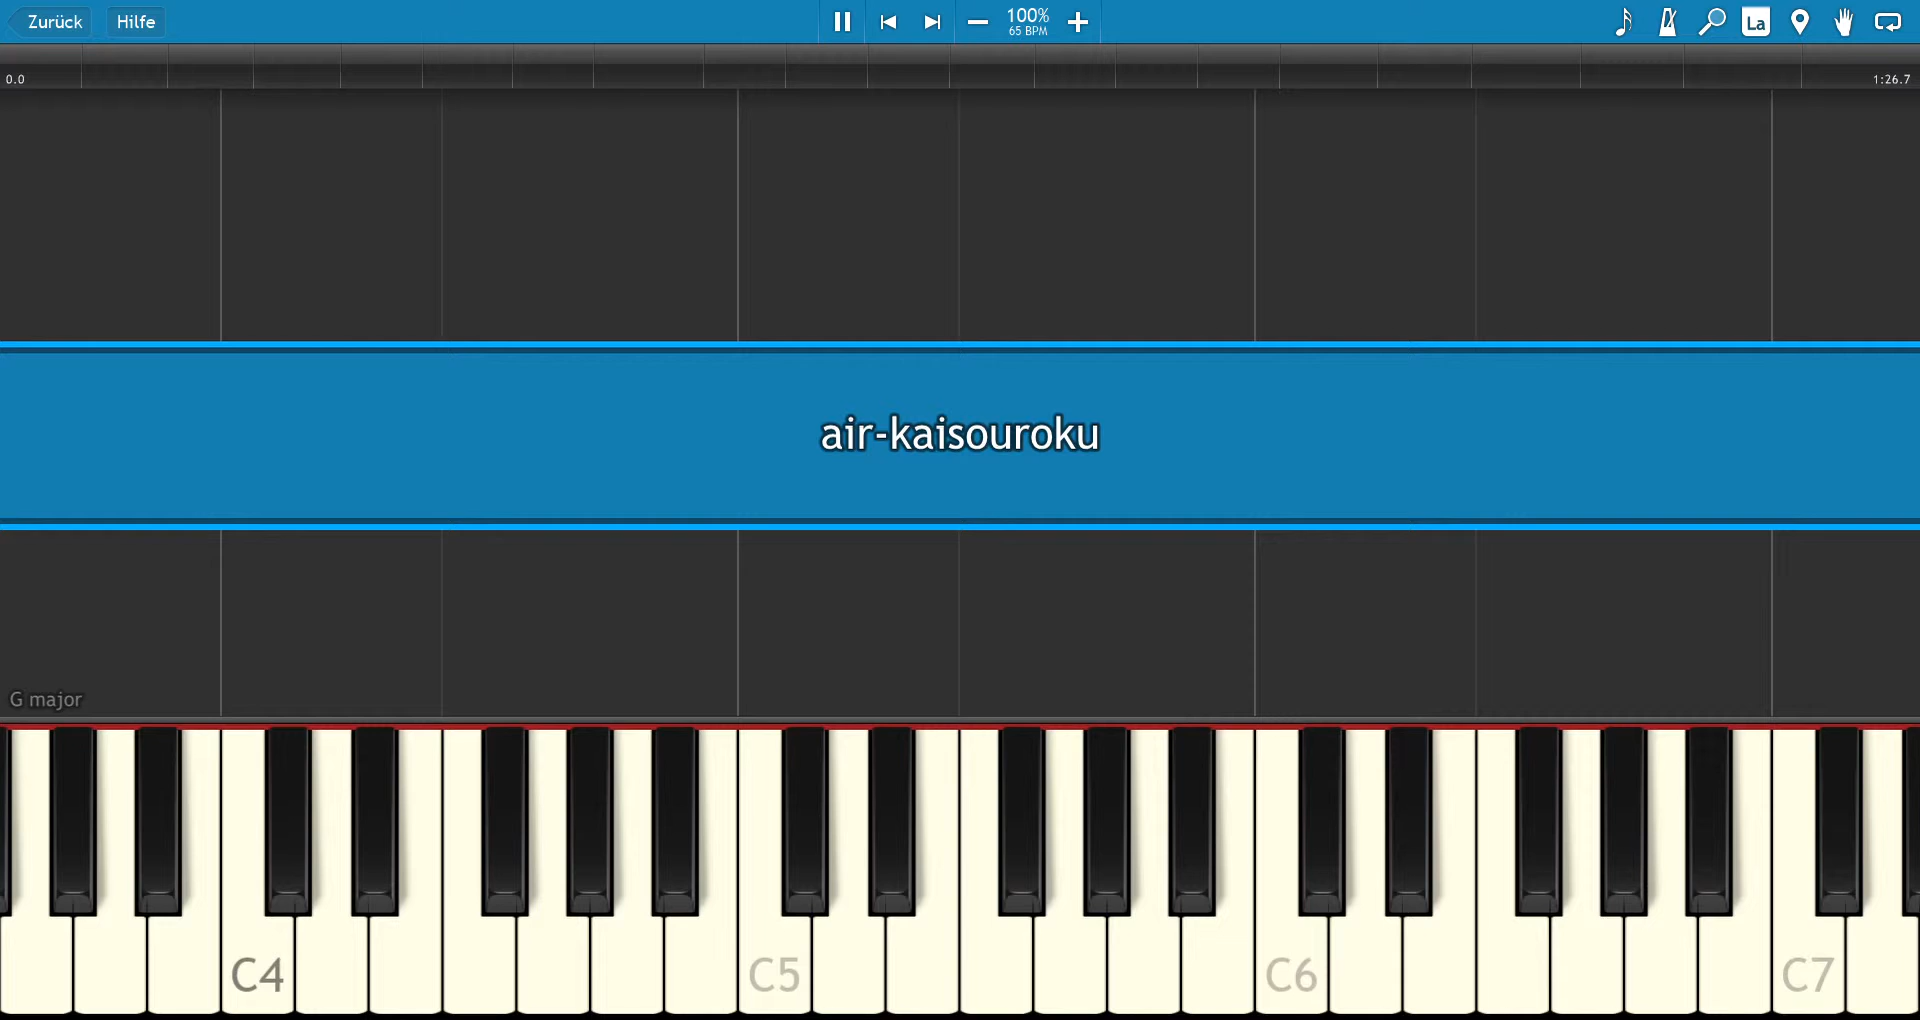 Zurück Hilfe 100% La
65 BPM
0.0 1:26.7
air-kaisouroku
G major
C4 C5 C6 C7